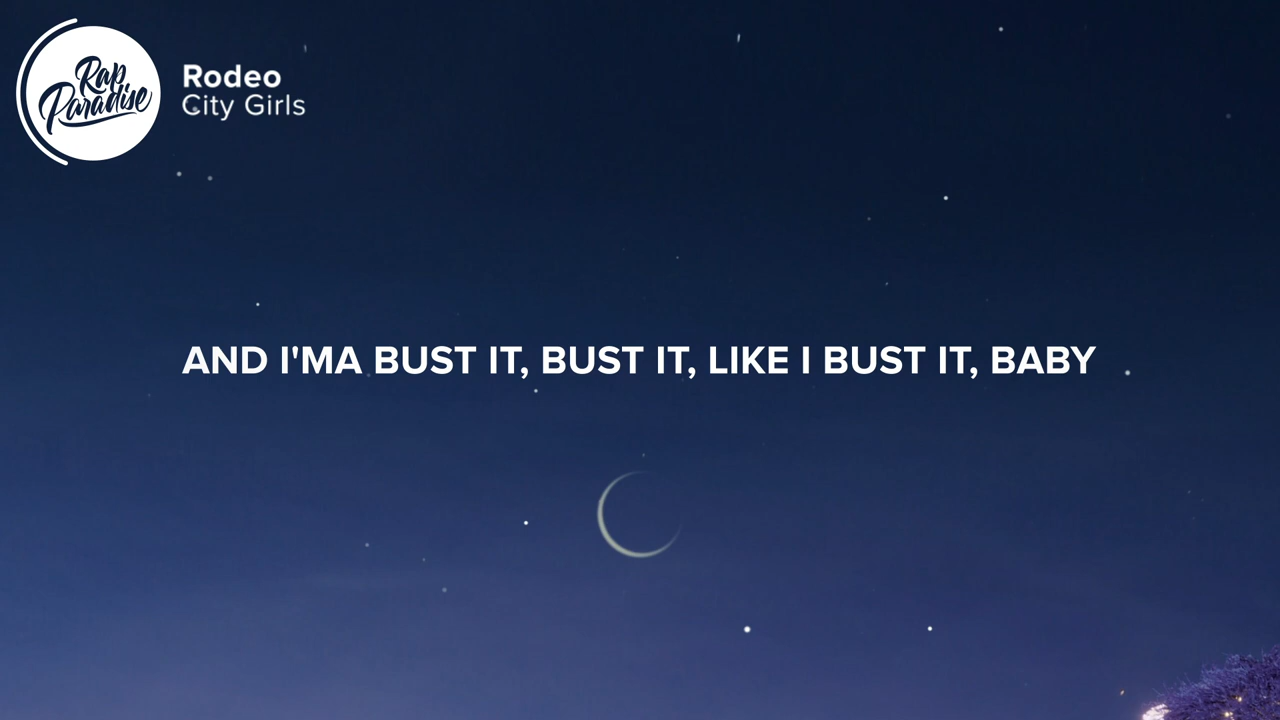 Rap
Paradise
Rodeo
City Girls
AND I'MA BUST IT, BUST IT, LIKE I BUST IT, BABY